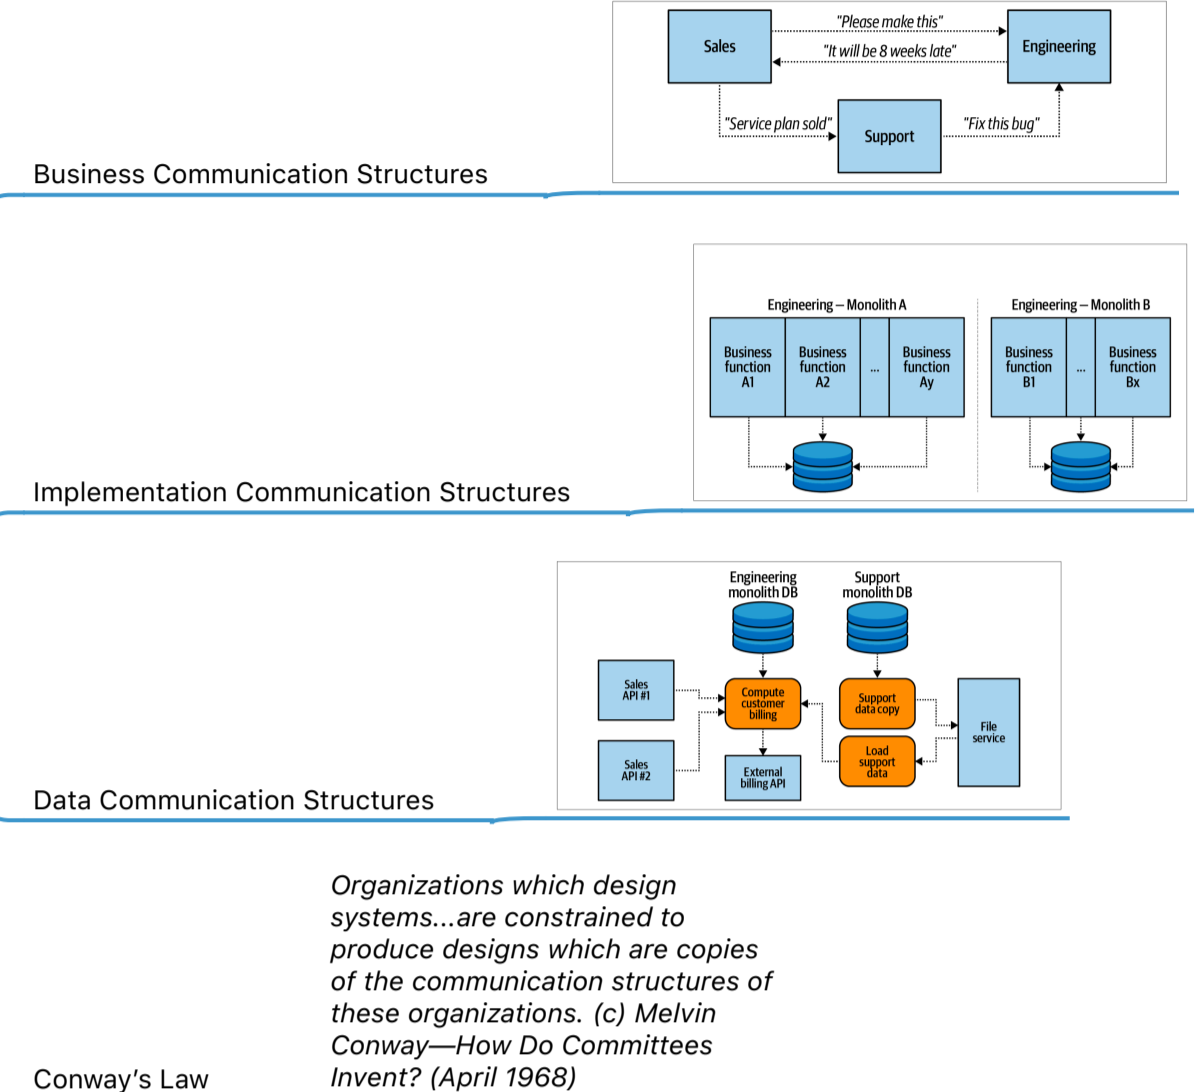 Sales
"Please make this"
Engineering
"It will be 8 weeks late"
"Service plan sold"
Support
"Fix this bug"
Business Communication Structures
Engineering – Monolith A
Engineering – Monolith B
Business
function
A1
Business
function
A2
...
Business
function
Ay
Business
function
B1
...
Business
function
Bx
Implementation Communication Structures
Engineering
monolith DB
Support
monolith DB
Sales
API #1
Compute
customer
billing
Support
data copy
File
service
Sales
API #2
External
billing API
Load
support
data
Data Communication Structures
Organizations which design
systems...are constrained to
produce designs which are copies
of the communication structures of
these organizations. (c) Melvin
Conway—How Do Committees
Invent? (April 1968)
Conway's Law